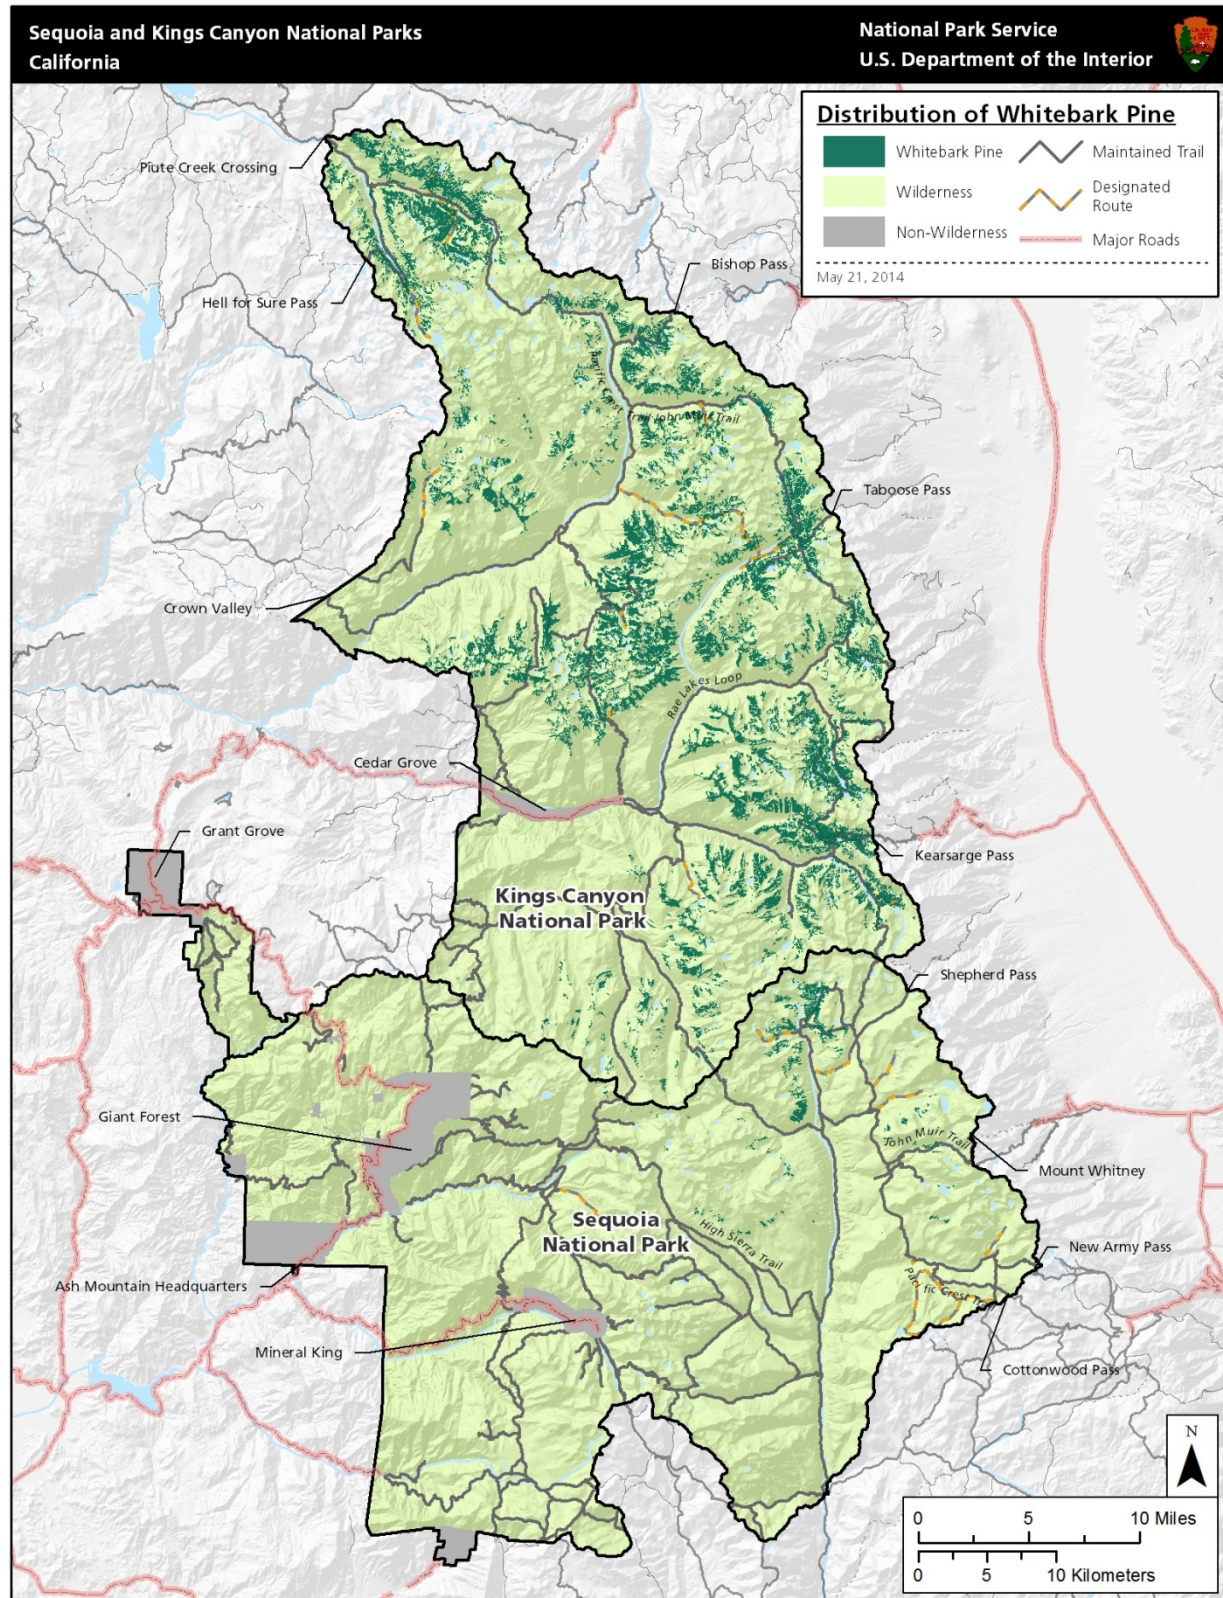 Sequoia and Kings Canyon National Parks
California
National Park Service
U.S. Department of the Interior
Distribution of Whitebark Pine
Whitebark Pine
Maintained Trail
Wilderness
Designated
Route
Non-Wilderness
Major Roads
May 21, 2014
Piute Creek Crossing
Bishop Pass
Hell for Sure Pass
Pacific Crest Trail-John Muir Trail
Taboose Pass
Crown Valley
Rae Lakes Loop
Cedar Grove
Grant Grove
Kearsarge Pass
Kings Canyon
National Park
Shepherd Pass
Giant Forest
John Muir Trail
Mount Whitney
Sequoia
National Park
High Sierra Trail
New Army Pass
Ash Mountain Headquarters
Pacific Crest Trail
Mineral King
Cottonwood Pass
N
0 5 10 Miles
0 5 10 Kilometers